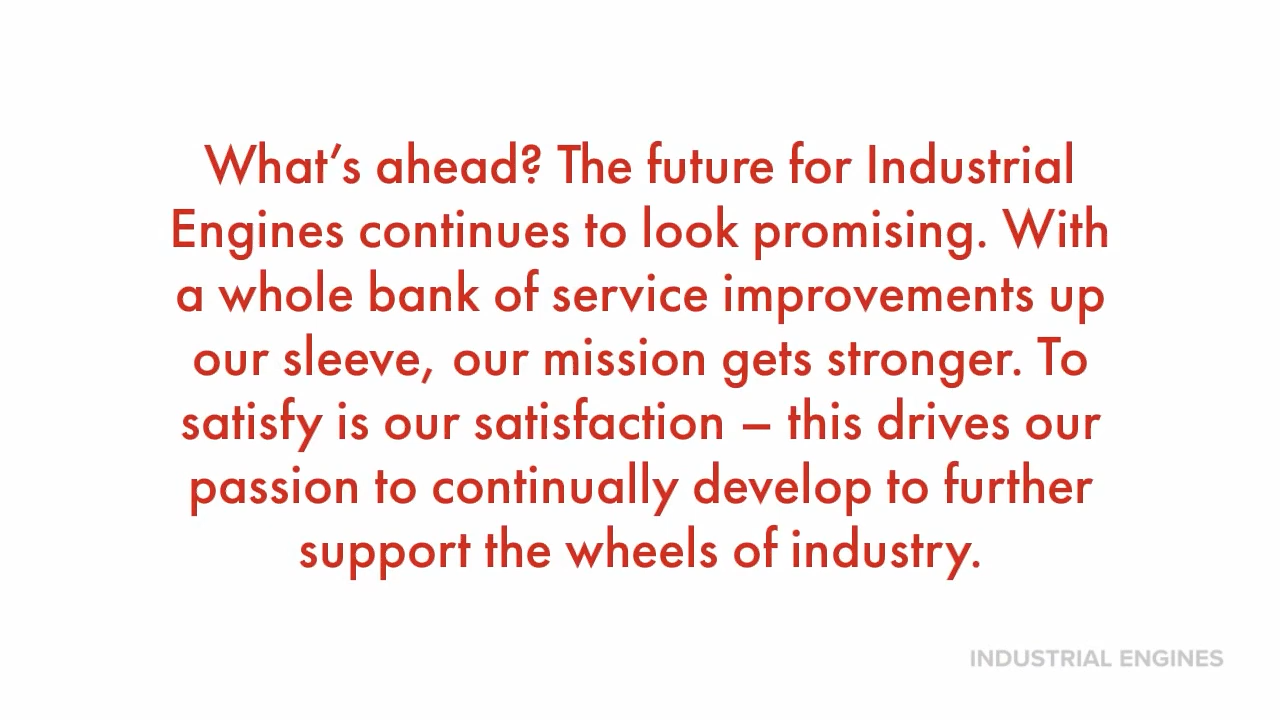 What’s ahead? The future for Industrial
Engines continues to look promising. With
a whole bank of service improvements up
our sleeve, our mission gets stronger. To
satisfy is our satisfaction – this drives our
passion to continually develop to further
support the wheels of industry.
INDUSTRIAL ENGINES